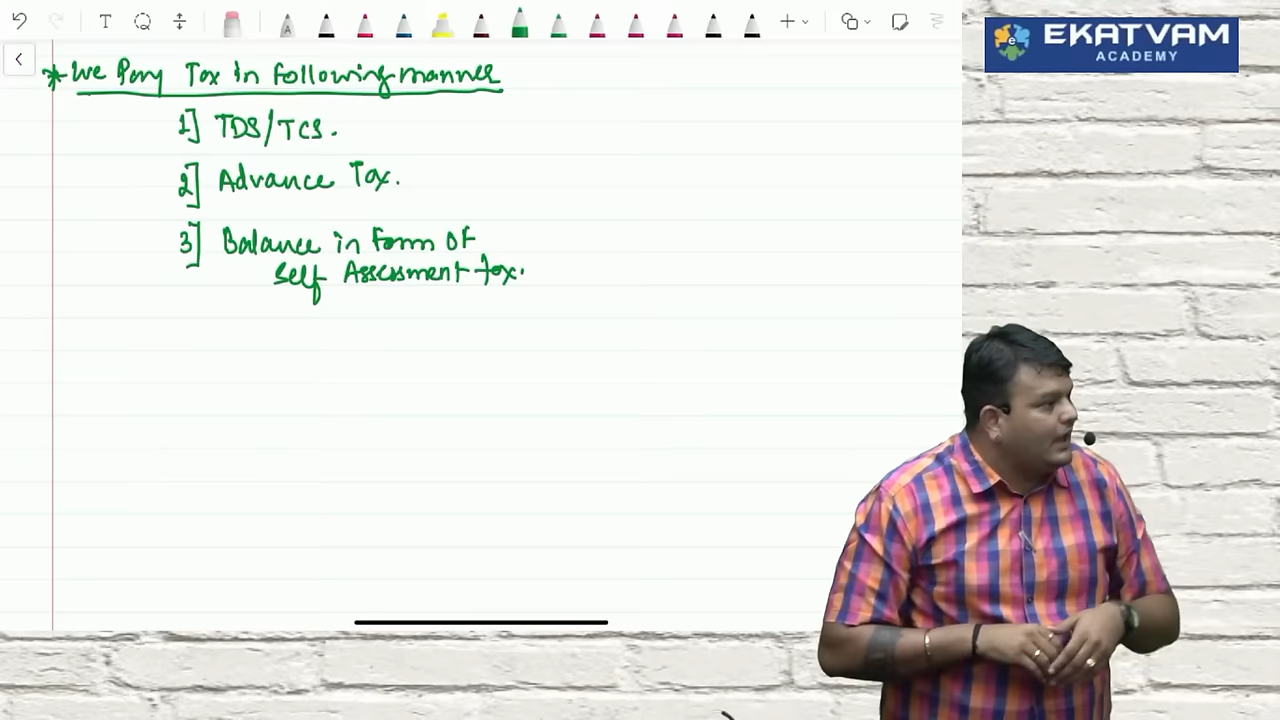 EKATVAM
ACADEMY
* We Pay Tax in following manner
1] TDS/TCS.
2] Advance Tax.
3] Balance in form of
Self Assessment tax.